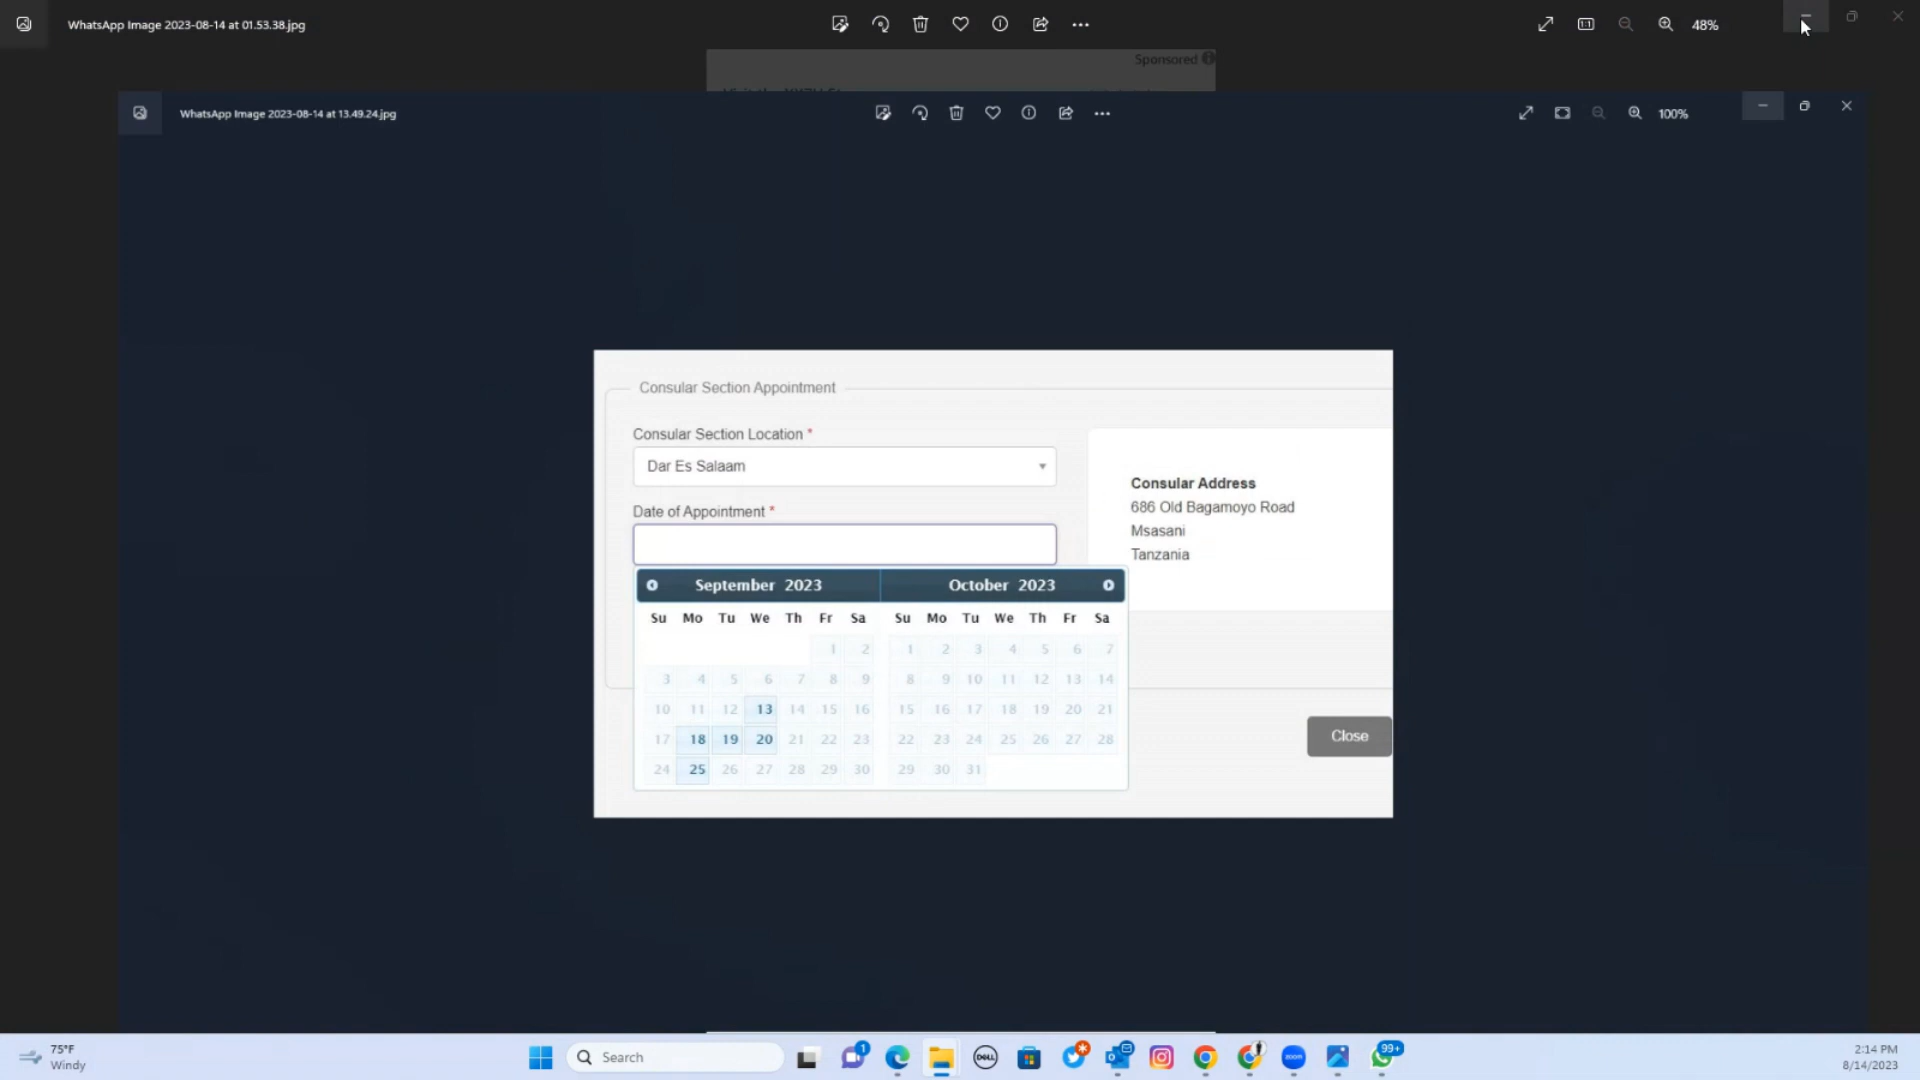 WhatsApp Image 2023-08-14 at 01.53.38.jpg
48%
Sponsored
WhatsApp Image 2023-08-14 at 13.49.24.jpg
100%
Consular Section Appointment
Consular Section Location *
Dar Es Salaam
Date of Appointment *
Consular Address
686 Old Bagamoyo Road
Msasani
Tanzania
September 2023 October 2023
Su Mo Tu We Th Fr Sa Su Mo Tu We Th Fr Sa
1 2 1 2 3 4 5 6 7
3 4 5 6 7 8 9 8 9 10 11 12 13 14
10 11 12 13 14 15 16 15 16 17 18 19 20 21
17 18 19 20 21 22 23 22 23 24 25 26 27 28
24 25 26 27 28 29 30 29 30 31
Close
75°F
Windy
Search
1
DELL
zoom
99+
2:14 PM
8/14/2023